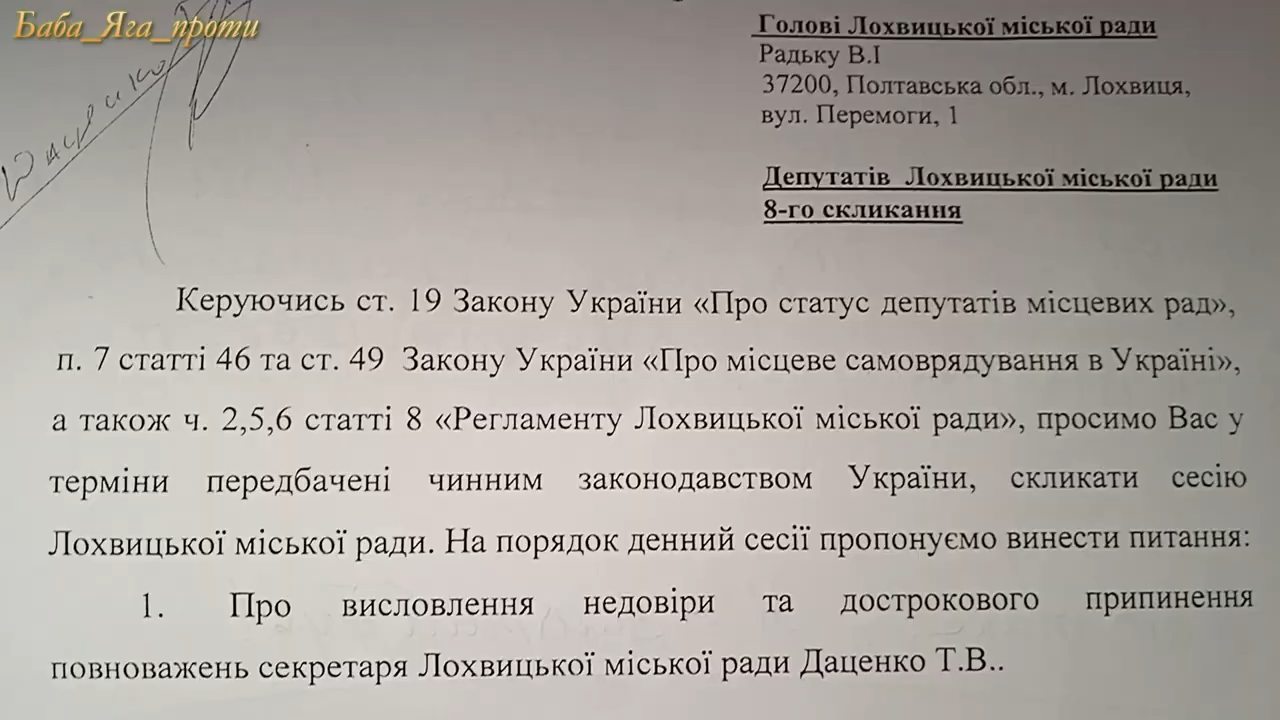 Баба_Яга_проти
Голові Лохвицької міської ради
Радьку В.І
37200, Полтавська обл., м. Лохвиця,
вул. Перемоги, 1
Депутатів Лохвицької міської ради
8-го скликання
Керуючись ст. 19 Закону України «Про статус депутатів місцевих рад»,
п. 7 статті 46 та ст. 49 Закону України «Про місцеве самоврядування в Україні»,
а також ч. 2,5,6 статті 8 «Регламенту Лохвицької міської ради», просимо Вас у
терміни передбачені чинним законодавством України, скликати сесію
Лохвицької міської ради. На порядок денний сесії пропонуємо винести питання:
1. Про висловлення недовіри та дострокового припинення
повноважень секретаря Лохвицької міської ради Даценко Т.В..